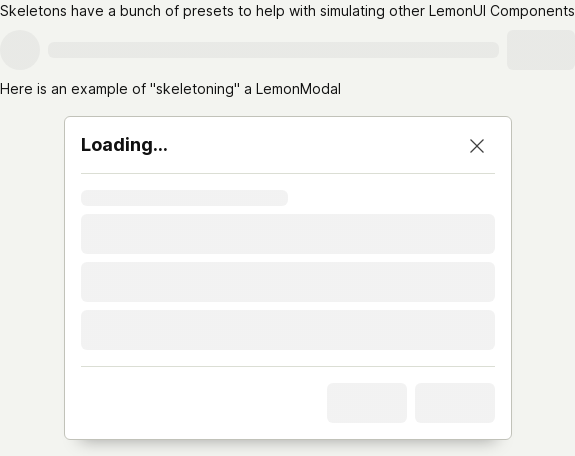 Skeletons have a bunch of presets to help with simulating other LemonUI Components
Here is an example of "skeletoning" a LemonModal
Loading...